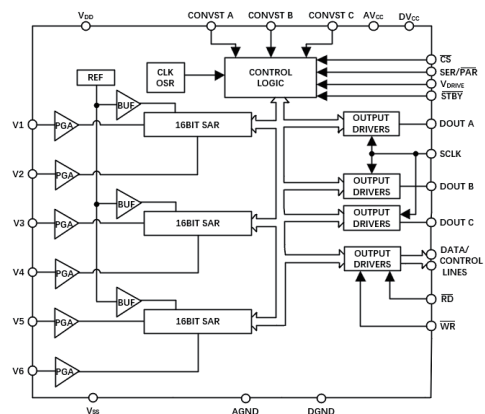 VDD
CONVST A
CONVST B
CONVST C
AVCC
DVCC
REF
CLK
OSR
CONTROL
LOGIC
CS
SER/PAR
VDRIVE
STBY
BUF
V1
PGA
16BIT SAR
OUTPUT
DRIVERS
DOUT A
SCLK
V2
PGA
OUTPUT
DRIVERS
DOUT B
BUF
V3
PGA
16BIT SAR
OUTPUT
DRIVERS
DOUT C
V4
PGA
OUTPUT
DRIVERS
DATA/
CONTROL
LINES
BUF
RD
V5
PGA
16BIT SAR
WR
V6
PGA
VSS
AGND
DGND